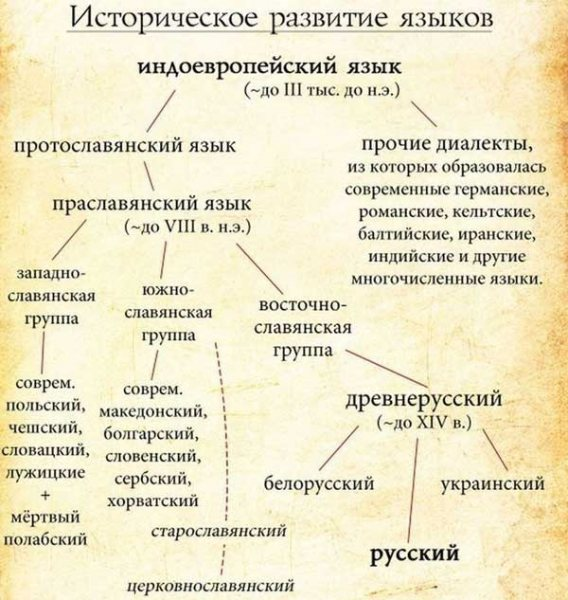 Историческое развитие языков
индоевропейский язык
(~до III тыс. до н.э.)
протославянский язык
праславянский язык
(~до VIII в. н.э.)
прочие диалекты,
из которых образовалась
современные германские,
романские, кельтские,
балтийские, иранские,
индийские и другие
многочисленные языки.
западно-
славянская
группа
южно-
славянская
группа
восточно-
славянская
группа
соврем.
польский,
чешский,
словацкий,
лужицкие
+
мёртвый
полабский
соврем.
македонский,
болгарский,
словенский,
сербский,
хорватский
древнерусский
(~до XIV в.)
белорусский
украинский
русский
старославянский
церковнославянский